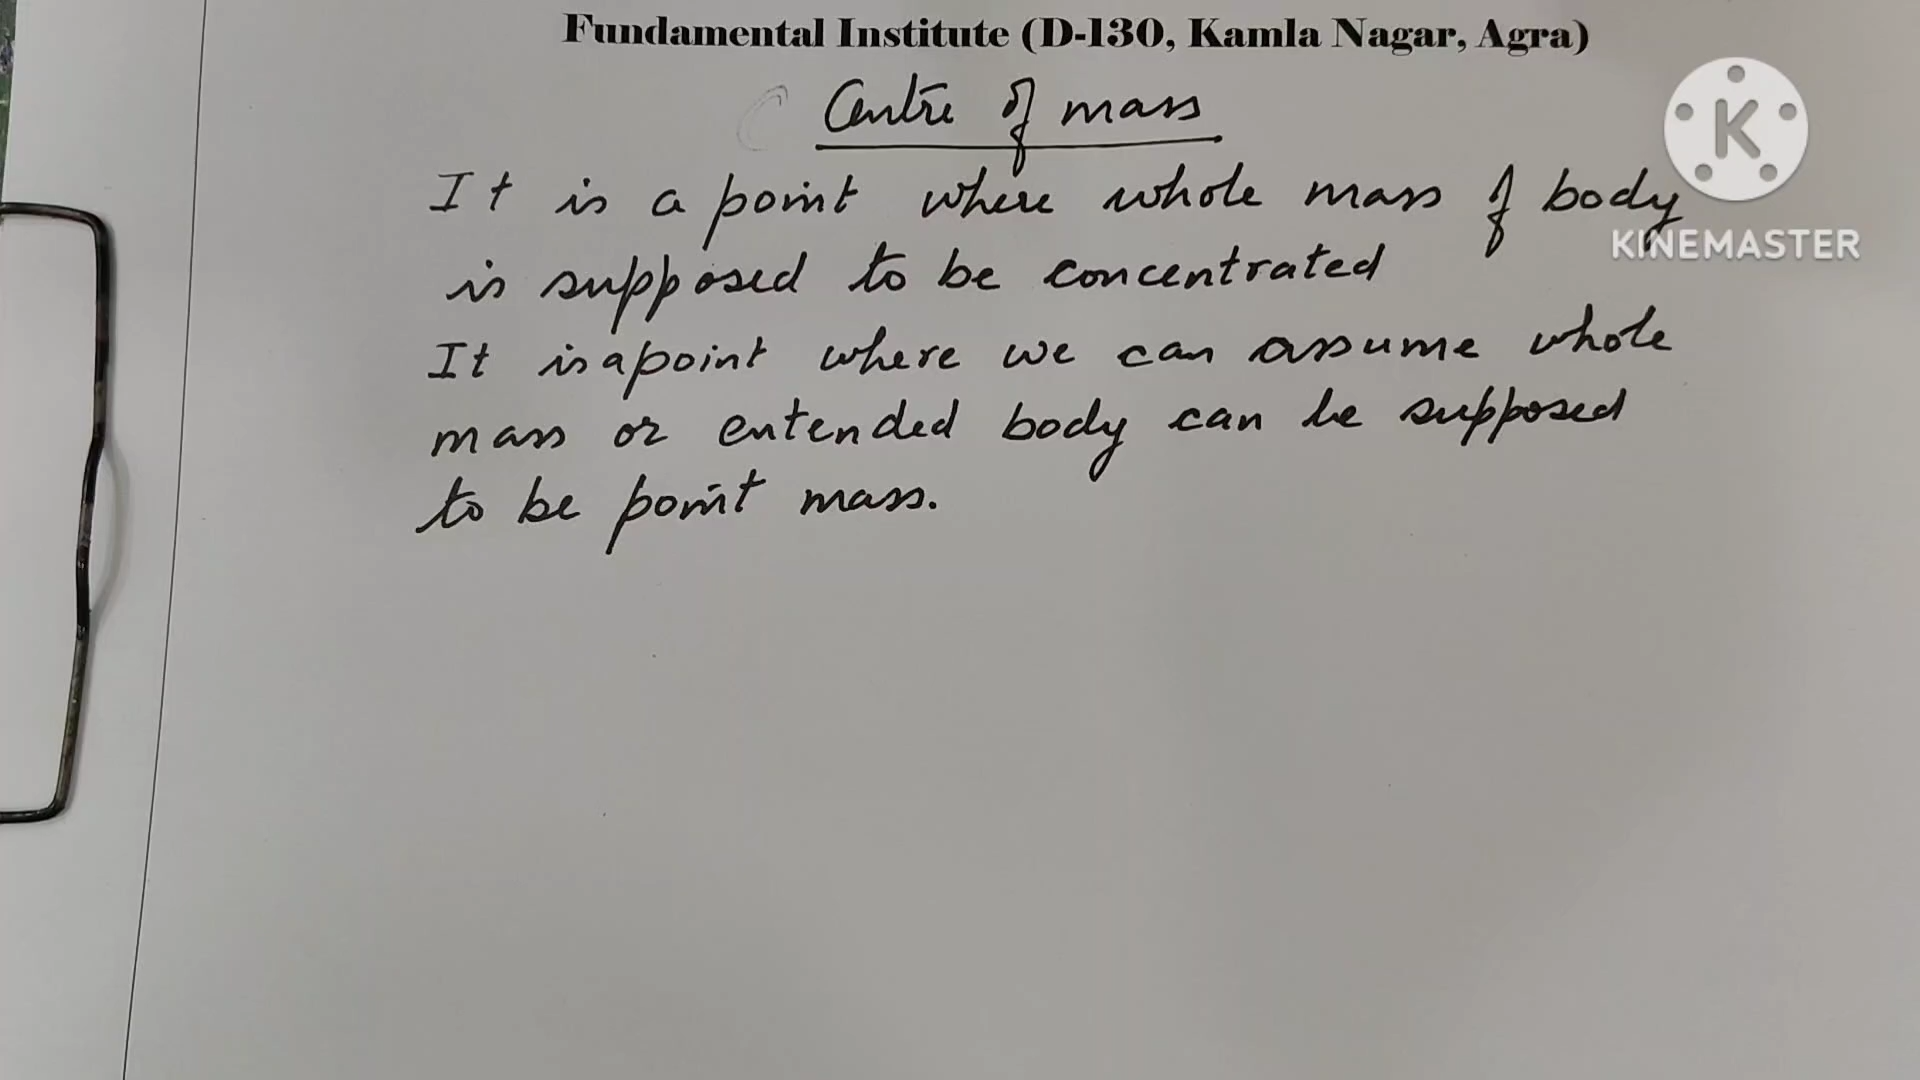 Fundamental Institute (D-130, Kamla Nagar, Agra)
Centre of mass
It is a point where whole mass of body
is supposed to be concentrated
It is a point where we can assume whole
mass or extended body can be supposed
to be point mass.
K
KINEMASTER